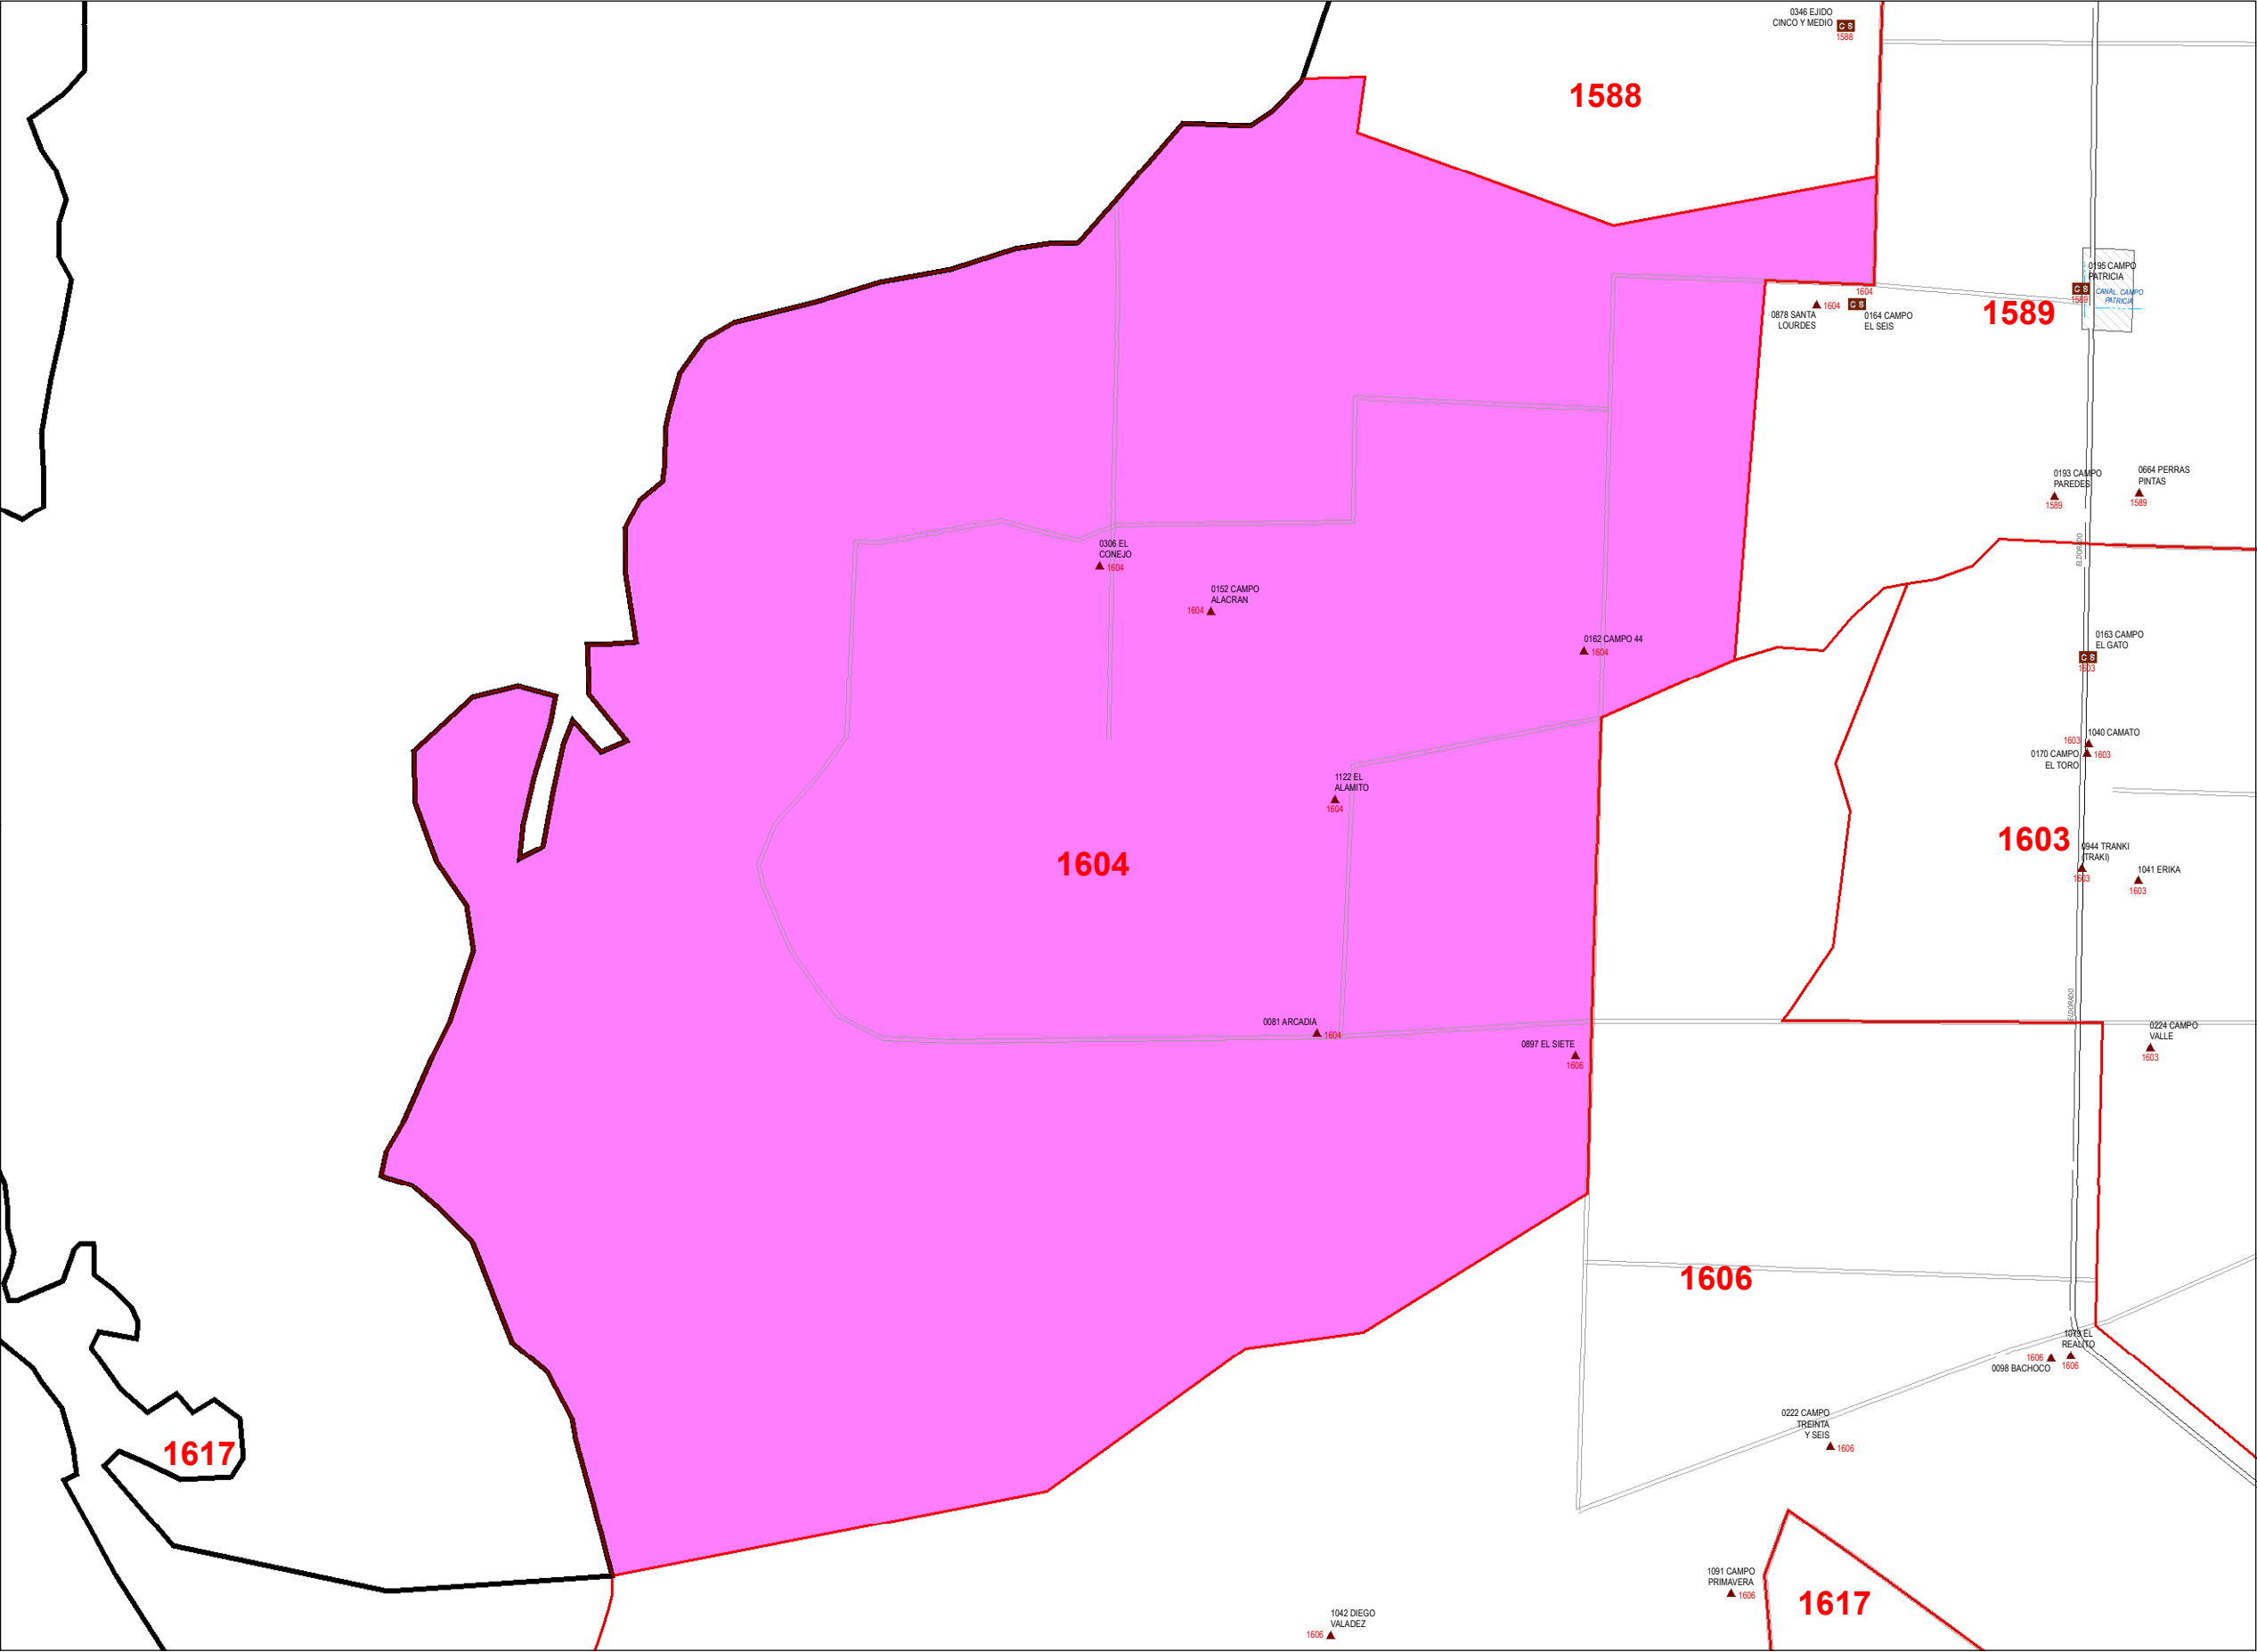 0346 EJIDO
CINCO Y MEDIO
C S
1588
1588
0195 CAMPO
PATRICIA
C S
1589
CANAL, CAMPO
PATRICIA
1589
1604
0878 SANTA
LOURDES
1604
C S
0164 CAMPO
EL SEIS
0193 CAMPO
PAREDES
1589
0664 PERRAS
PINTAS
1589
ELDORADO
0306 EL
CONEJO
1604
0152 CAMPO
ALACRAN
1604
0162 CAMPO 44
1604
0163 CAMPO
EL GATO
C S
1603
1603
1040 CAMATO
0170 CAMPO
EL TORO
1603
1122 EL
ALAMITO
1604
1604
1603
0944 TRANKI
(TRAKI)
1603
1041 ERIKA
1603
ELDORADO
0081 ARCADIA
1604
0897 EL SIETE
1606
0224 CAMPO
VALLE
1603
1606
1079 EL
REALITO
1606
1606
0098 BACHOCO
0222 CAMPO
TREINTA
Y SEIS
1606
1617
1091 CAMPO
PRIMAVERA
1606
1617
1042 DIEGO
VALADEZ
1606